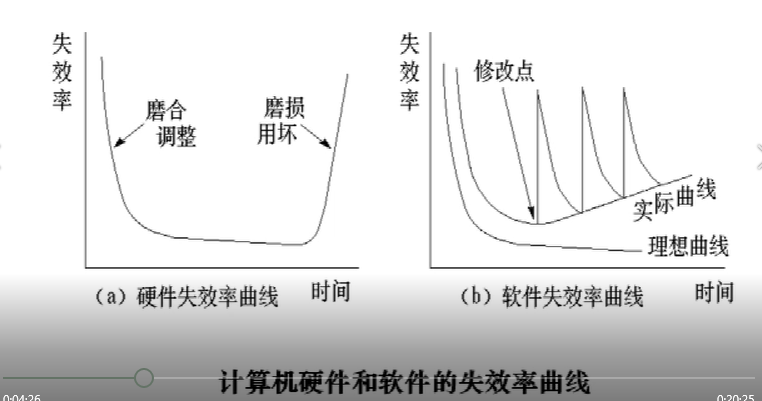 失效率
磨合
调整
磨损
用坏
(a) 硬件失效率曲线
时间
失效率
修改点
实际曲线
理想曲线
(b) 软件失效率曲线
时间
计算机硬件和软件的失效率曲线
0:04:26
0:20:25